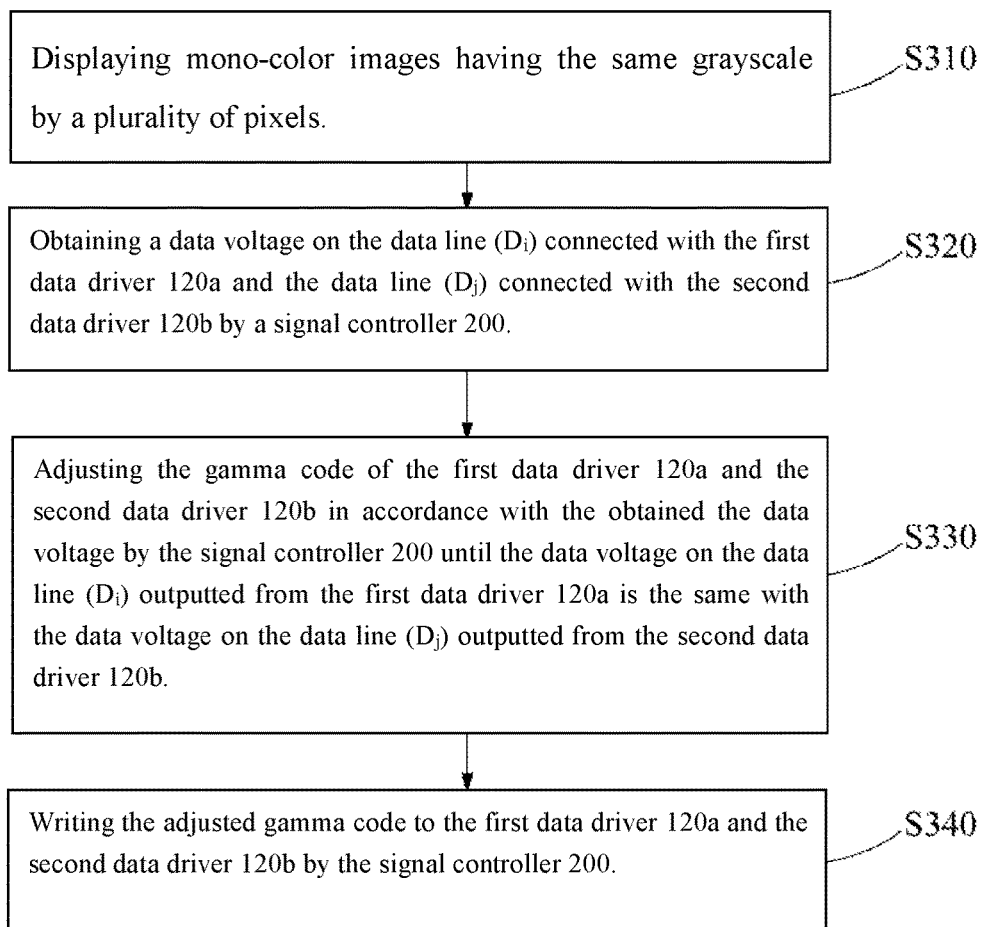 Displaying mono-color images having the same grayscale
by a plurality of pixels.
S310
Obtaining a data voltage on the data line (Di) connected with the first
data driver 120a and the data line (Dj) connected with the second
data driver 120b by a signal controller 200.
S320
Adjusting the gamma code of the first data driver 120a and the
second data driver 120b in accordance with the obtained the data
voltage by the signal controller 200 until the data voltage on the data
line (Di) outputted from the first data driver 120a is the same with
the data voltage on the data line (Dj) outputted from the second data
driver 120b.
S330
Writing the adjusted gamma code to the first data driver 120a and the
second data driver 120b by the signal controller 200.
S340